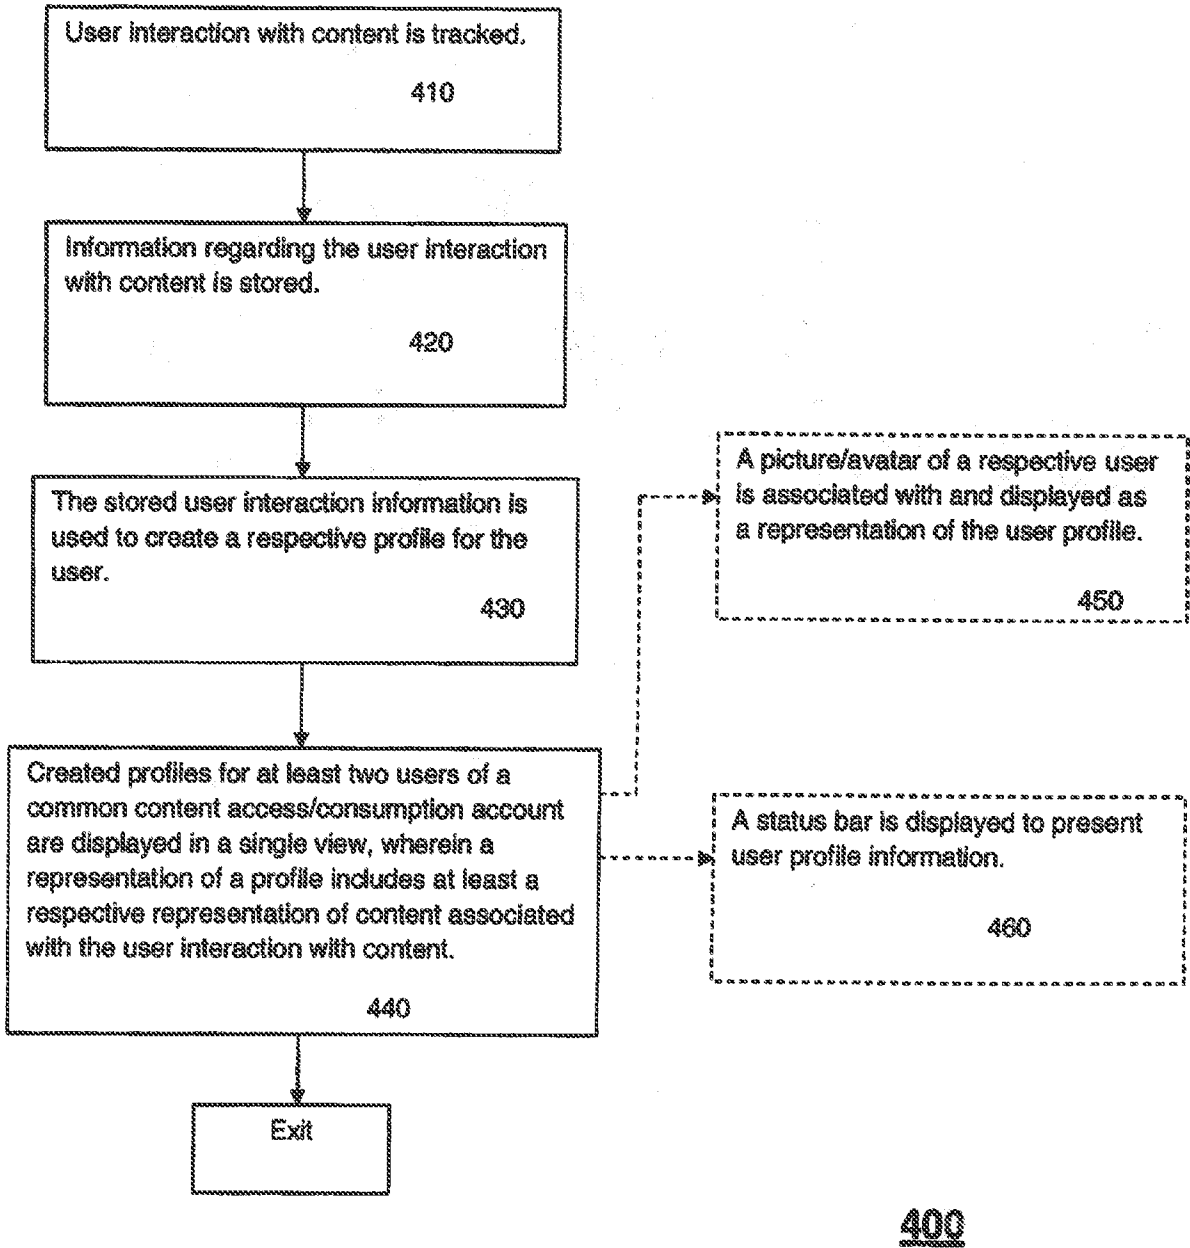 User interaction with content is tracked.
410
Information regarding the user interaction
with content is stored.
420
The stored user interaction information is
used to create a respective profile for the
user.
430
Created profiles for at least two users of a
common content access/consumption account
are displayed in a single view, wherein a
representation of a profile includes at least a
respective representation of content associated
with the user interaction with content.
440
A picture/avatar of a respective user
is associated with and displayed as
a representation of the user profile.
450
A status bar is displayed to present
user profile information.
460
Exit
400